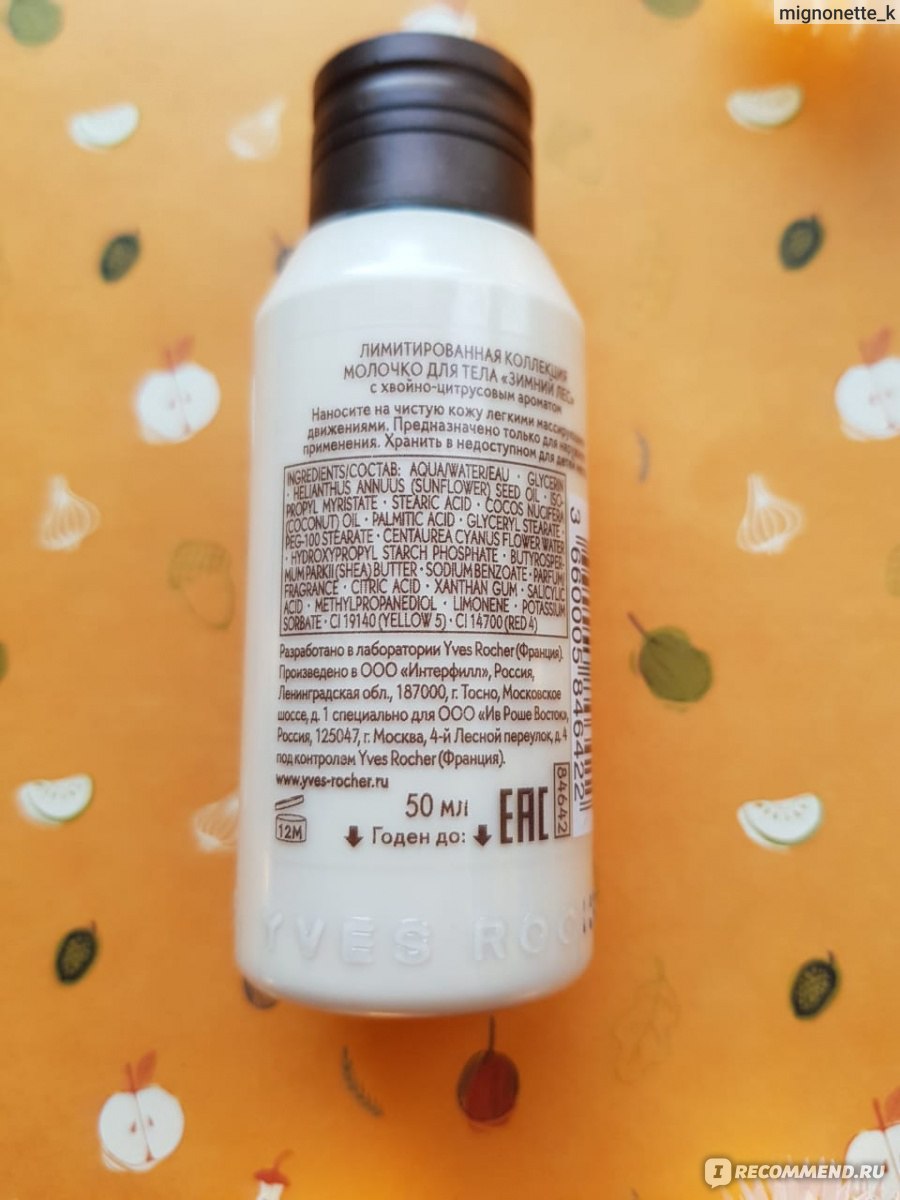 mignonette_k
ЛИМИТИРОВАННАЯ КОЛЛЕКЦИЯ
МОЛОЧКО ДЛЯ ТЕЛА «ЗИМНИЙ ЛЕС»
С ХВОЙНО-ЦИТРУСОВЫМ АРОМАТОМ
Наносите на чистую кожу легкими массирующими
движениями. Предназначено только для наружного
применения. Хранить в недоступном для детей
INGREDIENTS/СОСТАВ: AQUA/WATER/EAU · GLYCERIN
· HELIANTHUS ANNUUS (SUNFLOWER) SEED OIL · ISO-
PROPYL MYRISTATE · STEARIC ACID · COCOS NUCIFERA
(COCONUT) OIL · PALMITIC ACID · GLYCERYL STEARATE ·
PEG-100 STEARATE · CENTAUREA CYANUS FLOWER WATER
· HYDROXYPROPYL STARCH PHOSPHATE · BUTYROSPER-
MUM PARKII (SHEA) BUTTER · SODIUM BENZOATE · PARFUM/
FRAGRANCE · CITRIC ACID · XANTHAN GUM · SALICYLIC
ACID · METHYLPROPANEDIOL · LIMONENE · POTASSIUM
SORBATE · CI 19140 (YELLOW 5) · CI 14700 (RED 4)
Разработано в лаборатории Yves Rocher (Франция).
Произведено в ООО «Интерфилл», Россия,
Ленинградская обл., 187000, г. Тосно, Московское
шоссе, д. 1 специально для ООО «Ив Роше Восток»,
Россия, 125047, г. Москва, 4-й Лесной переулок, д. 4
под контролем Yves Rocher (Франция).
www.yves-rocher.ru
12M
50 мл
Годен до:
EAC
84642
3 660005 846422
YVES ROC
IRECOMMEND.RU